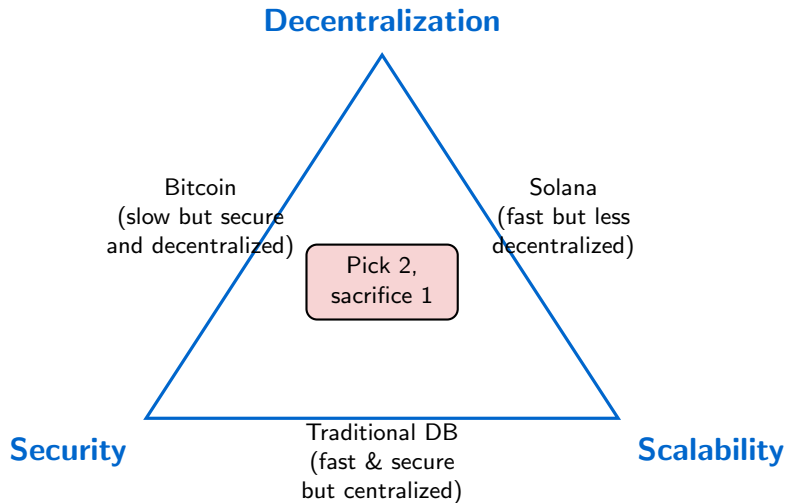 Decentralization
Bitcoin
(slow but secure
and decentralized)
Solana
(fast but less
decentralized)
Pick 2,
sacrifice 1
Security
Traditional DB
(fast & secure
but centralized)
Scalability